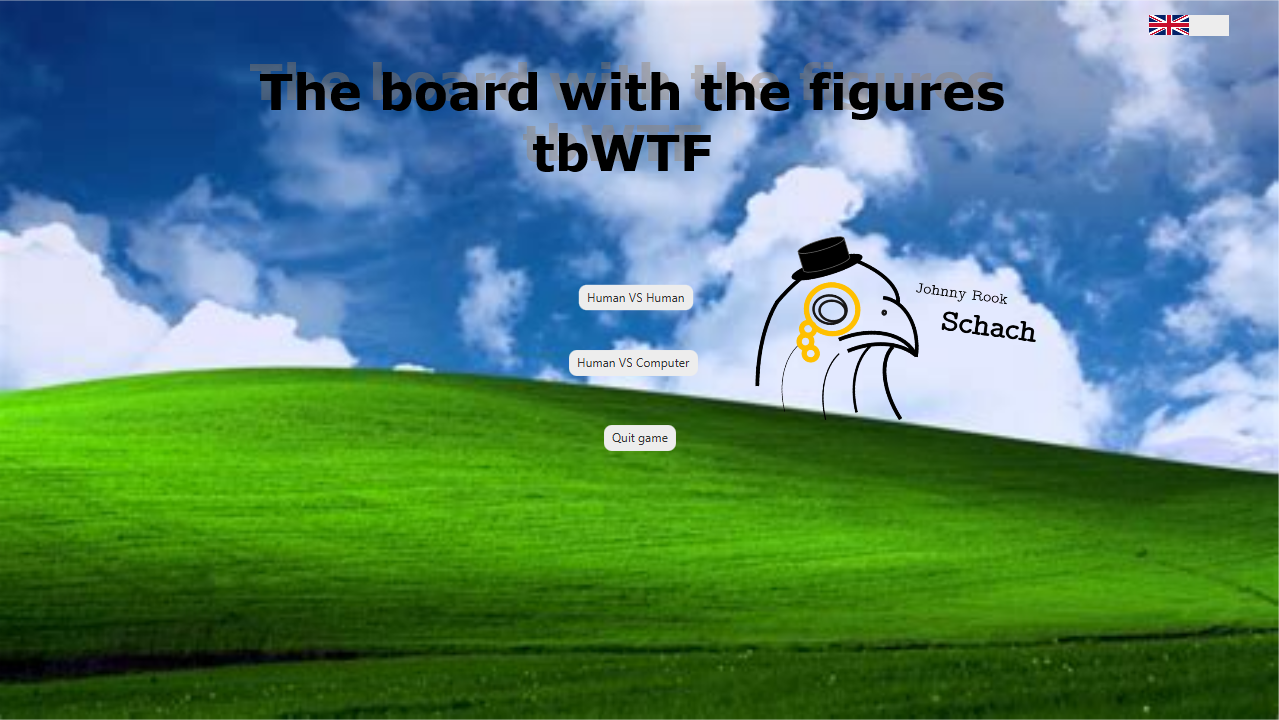 The board with the figures
tbWTF
Human VS Human
Johnny Rook
Schach
Human VS Computer
Quit game